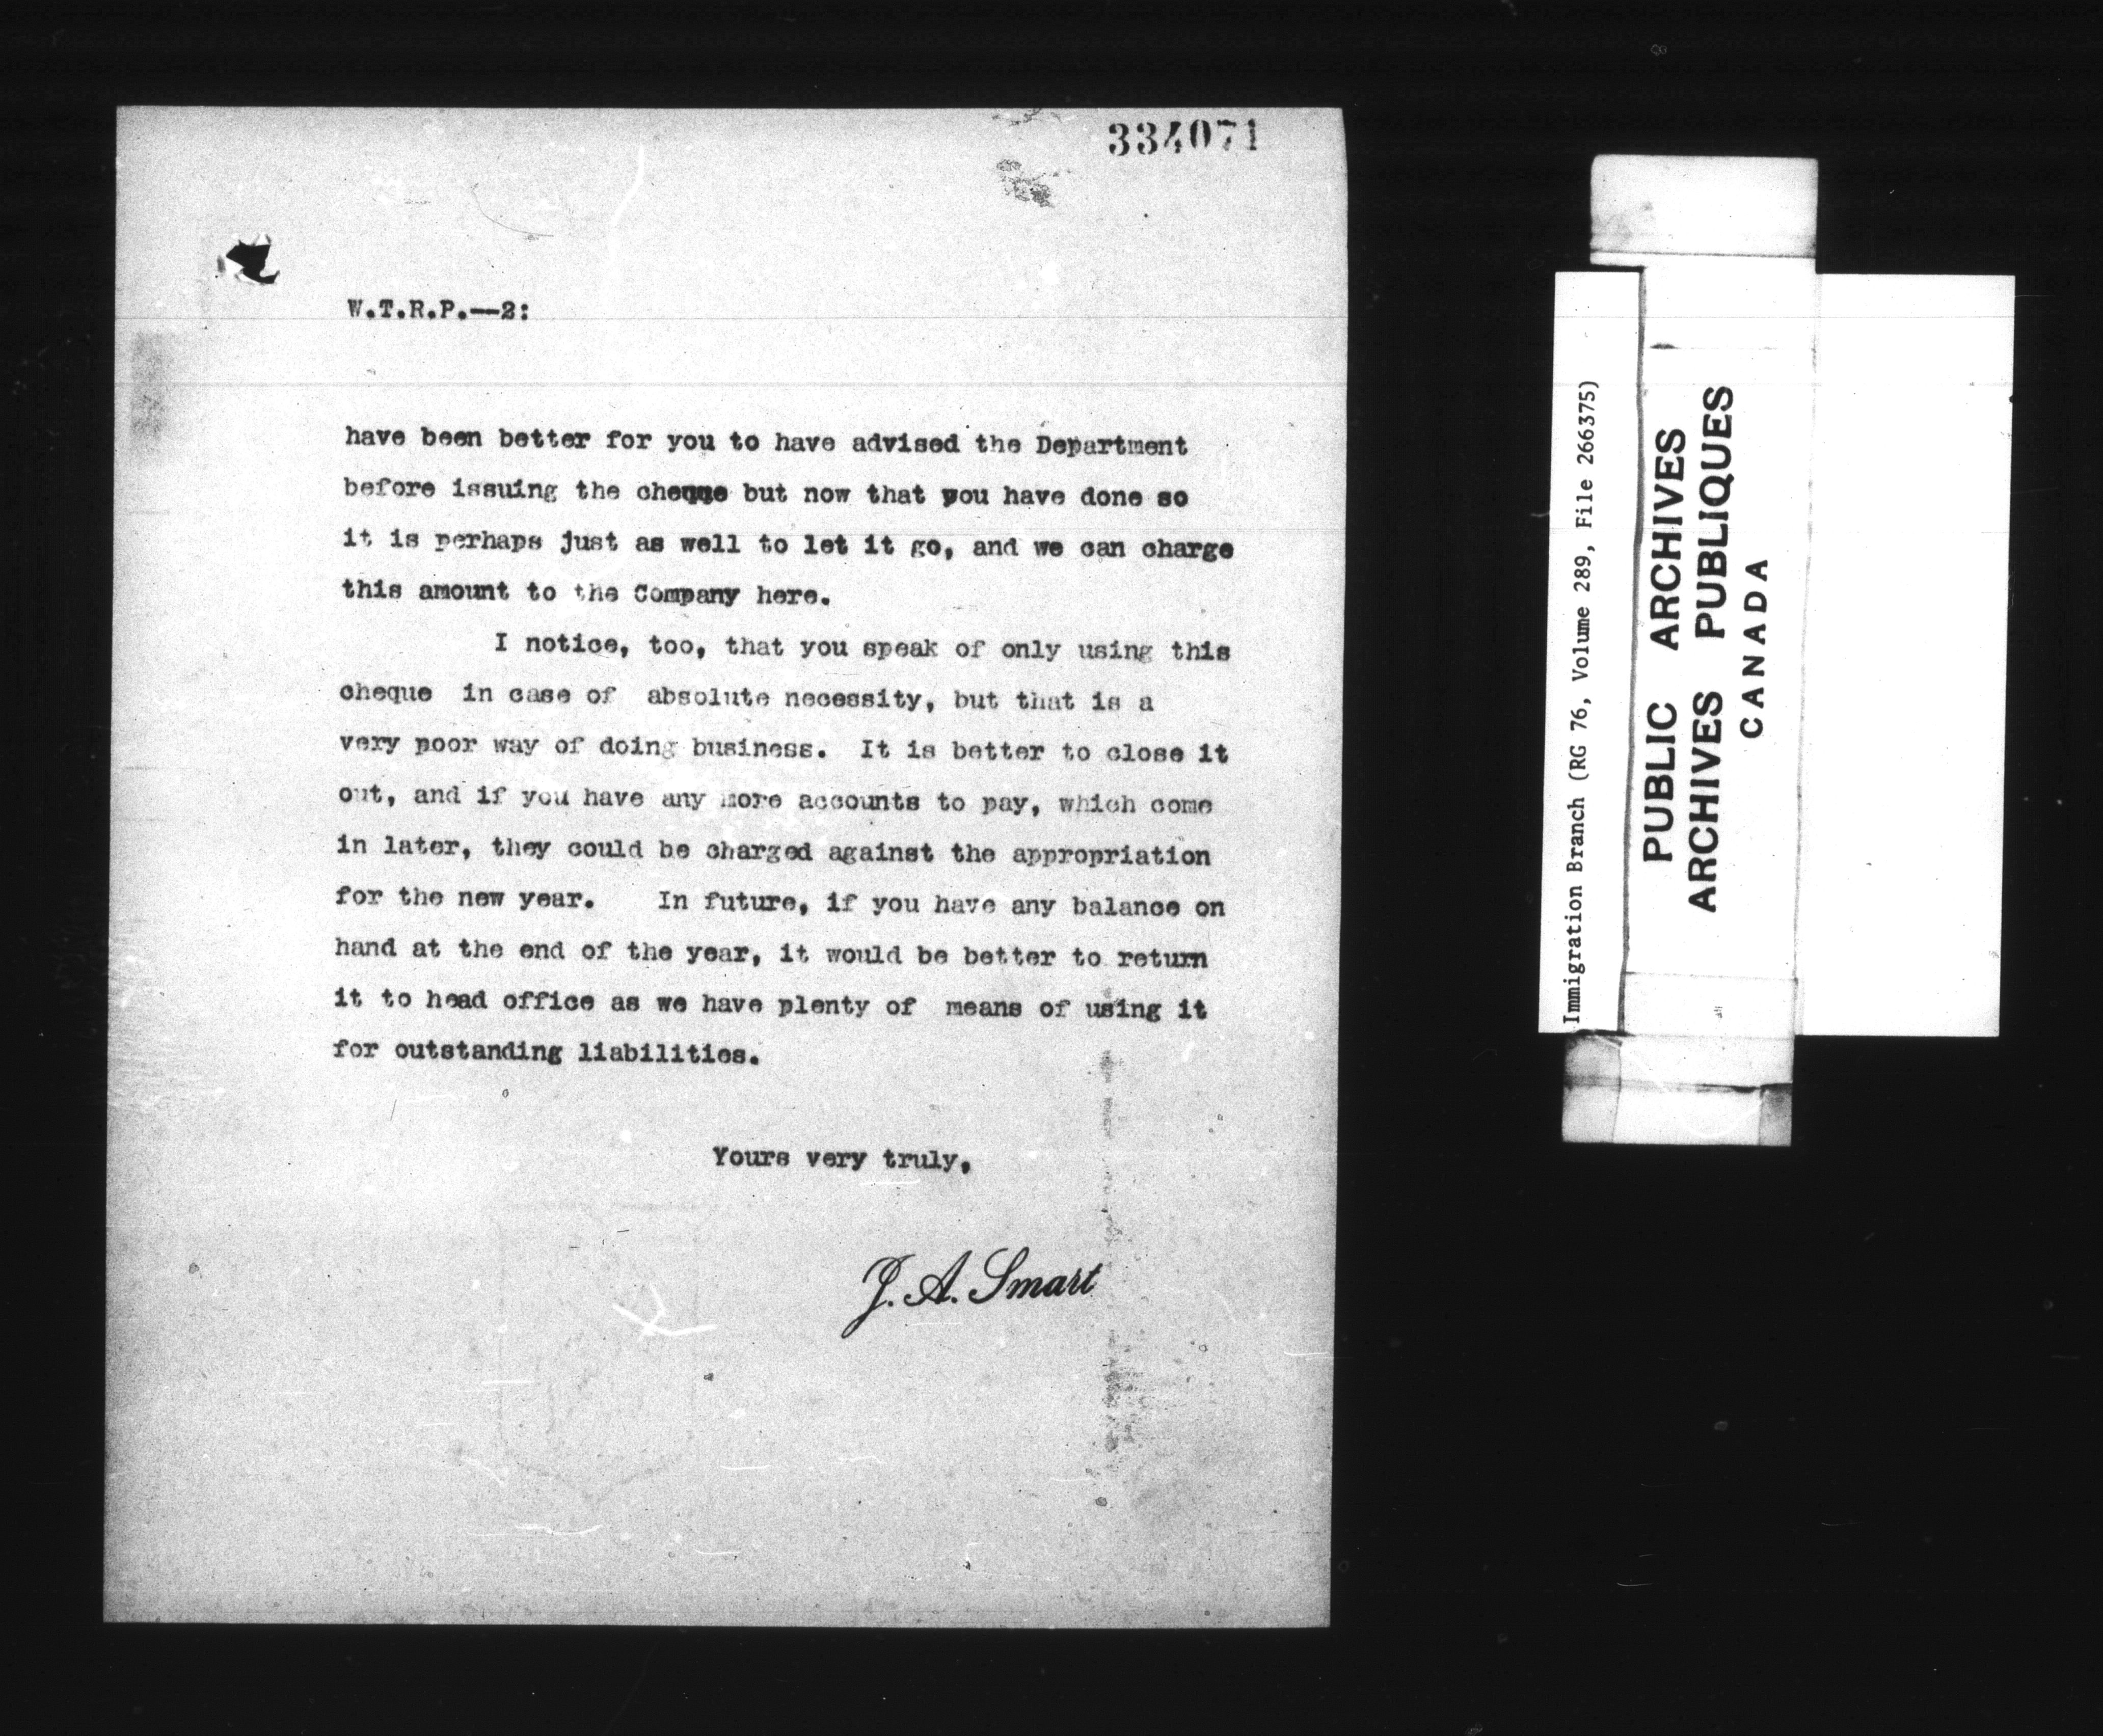 334071
W.T.R.P.--2:
have been better for you to have advised the Department
before issuing the cheque but now that you have done so
it is perhaps just as well to let it go, and we can charge
this amount to the Company here.
I notice, too, that you speak of only using this
cheque in case of absolute necessity, but that is a
very poor way of doing business. It is better to close it
out, and if you have any more accounts to pay, which come
in later, they could be charged against the appropriation
for the new year. In future, if you have any balance on
hand at the end of the year, it would be better to return
it to head office as we have plenty of means of using it
for outstanding liabilities.
Yours very truly,
J. A. Smart
Immigration Branch (RG 76, Volume 289, File 266375)
PUBLIC ARCHIVES
ARCHIVES PUBLIQUES
CANADA